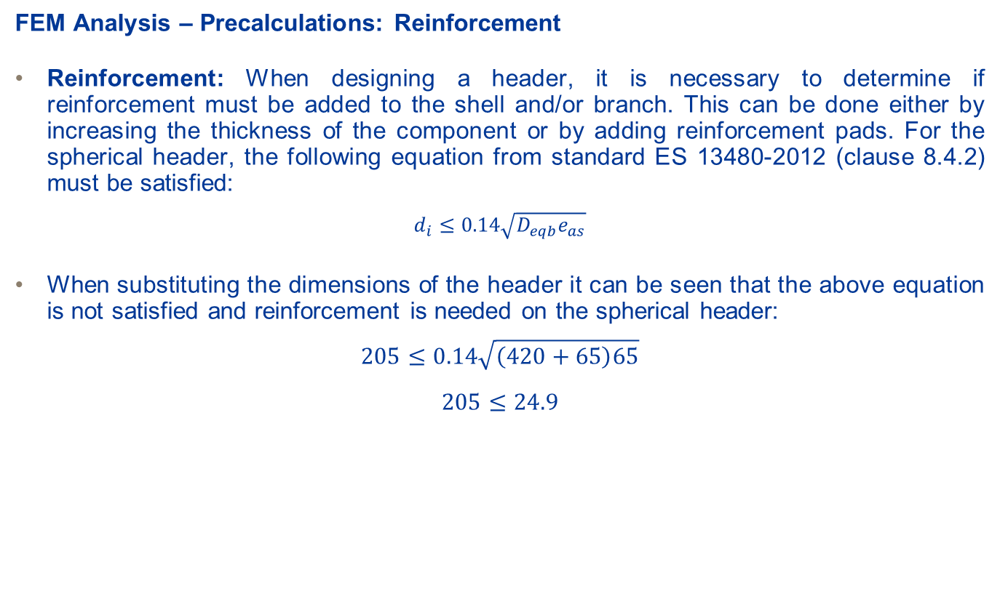 FEM Analysis – Precalculations: Reinforcement
• Reinforcement: When designing a header, it is necessary to determine if
reinforcement must be added to the shell and/or branch. This can be done either by
increasing the thickness of the component or by adding reinforcement pads. For the
spherical header, the following equation from standard ES 13480-2012 (clause 8.4.2)
must be satisfied:
$d_i \leq 0.14\sqrt{D_{eqb}e_{as}}$
• When substituting the dimensions of the header it can be seen that the above equation
is not satisfied and reinforcement is needed on the spherical header:
$205 \leq 0.14\sqrt{(420 + 65)65}$
$205 \leq 24.9$